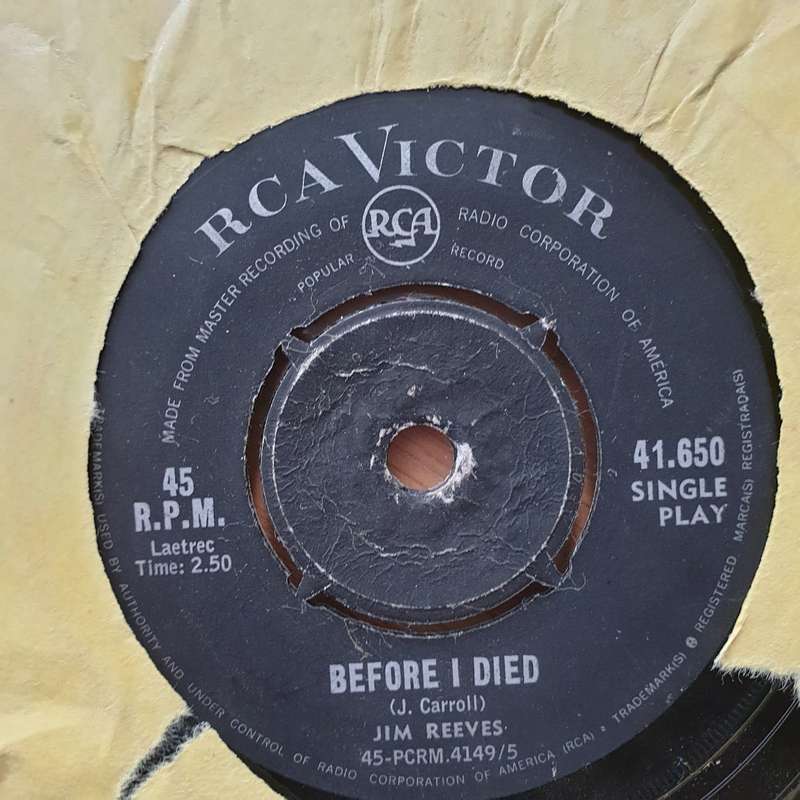 RCA VICTOR
RCA
MADE FROM MASTER RECORDING OF RADIO CORPORATION OF AMERICA
POPULAR RECORD
45
R.P.M.
Laetrec
Time: 2.50
41.650
SINGLE
PLAY
BEFORE I DIED
(J. Carroll)
JIM REEVES
45-PCRM.4149/5
TRADEMARK(S) USED BY AUTHORITY AND UNDER CONTROL OF RADIO CORPORATION OF AMERICA (RCA) TRADEMARK(S) REGISTERED MARCA(S) REGISTRADA(S)